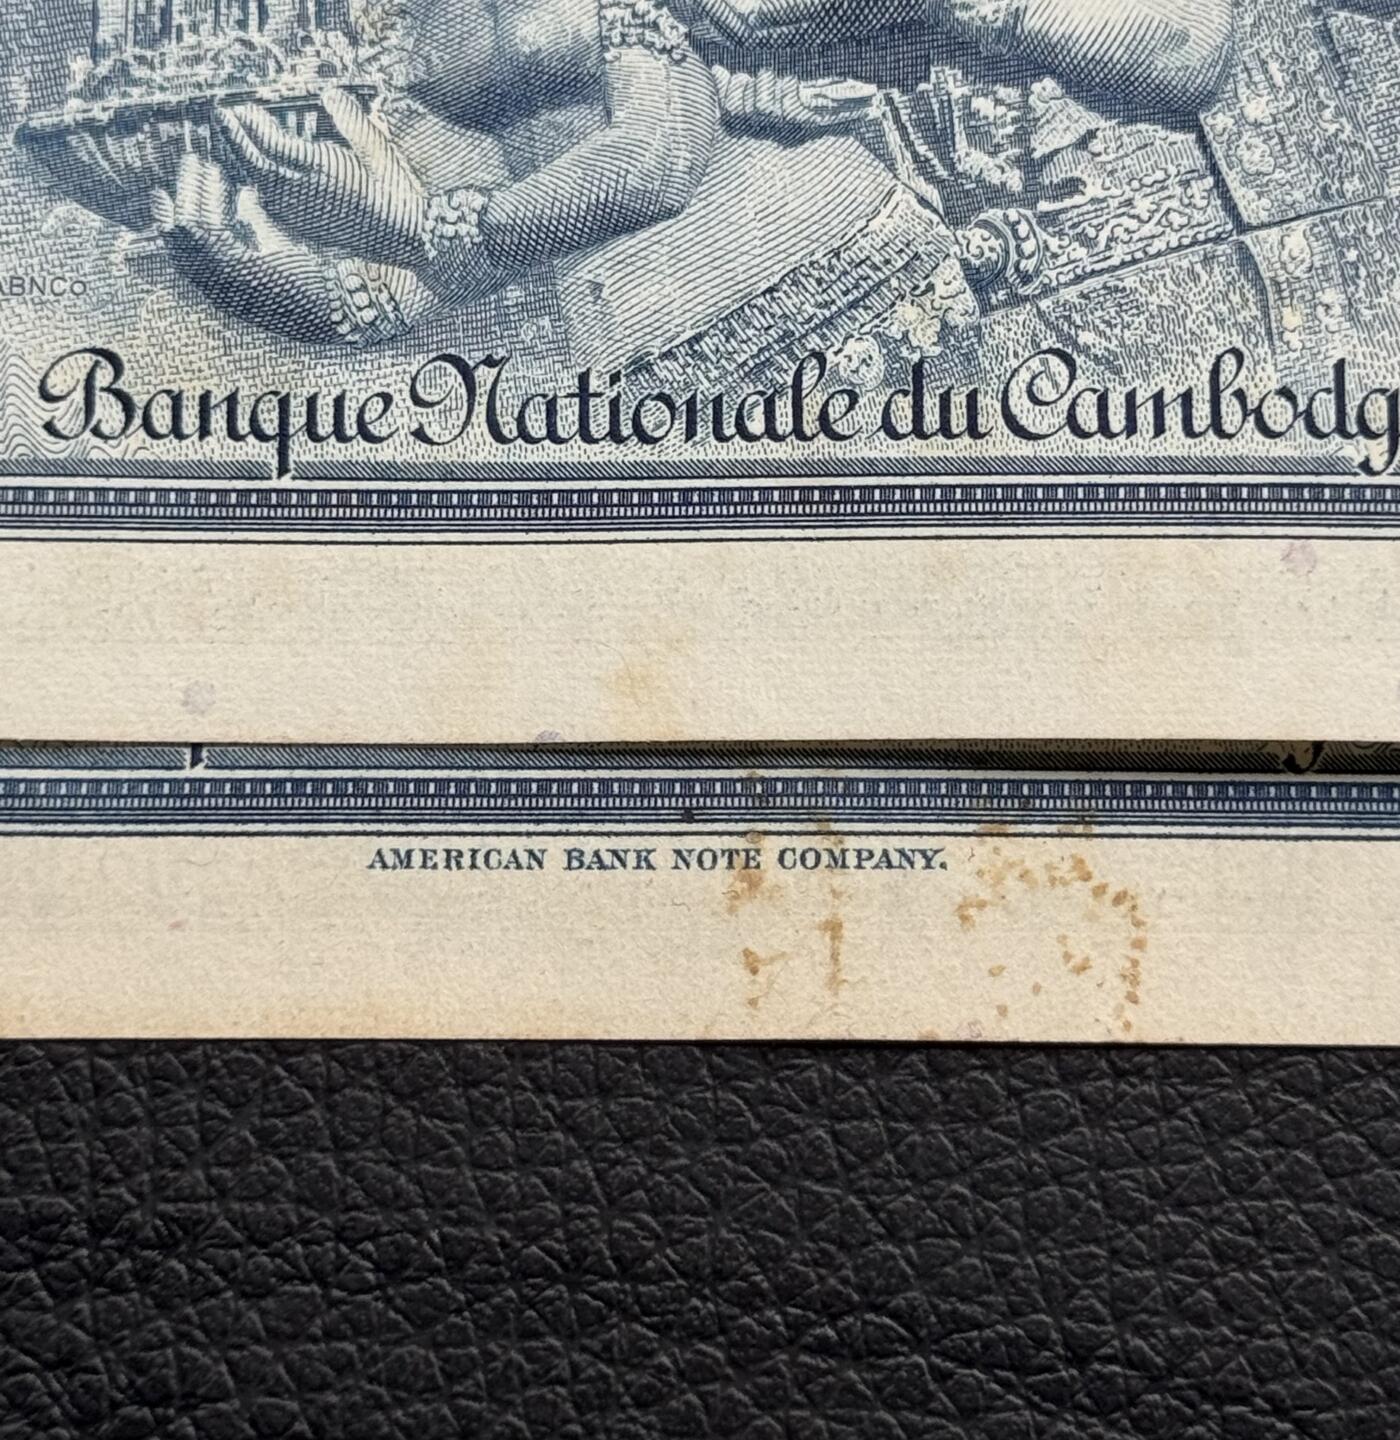 ABNCo
Banque Nationale du Cambodg
AMERICAN BANK NOTE COMPANY.